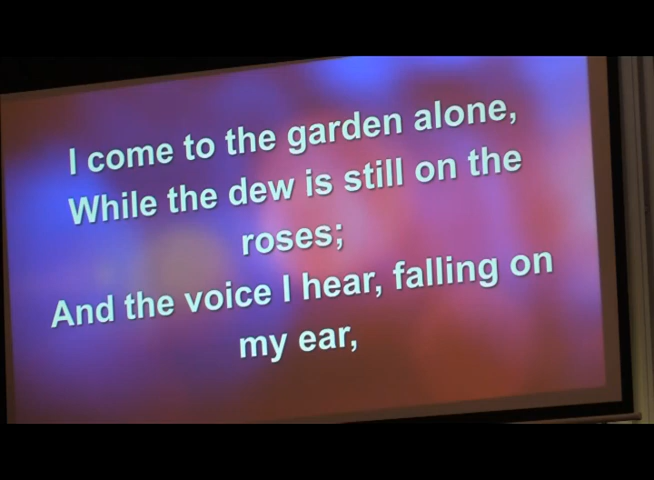 I come to the garden alone,
While the dew is still on the
roses;
And the voice I hear, falling on
my ear,